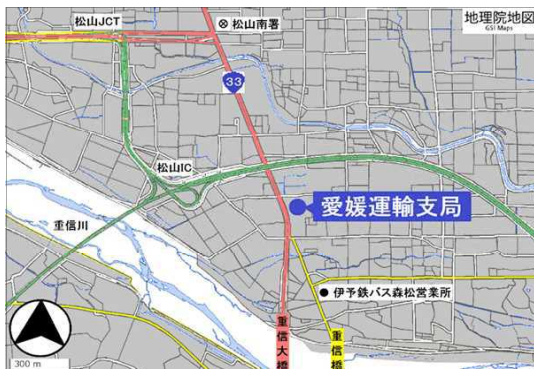 松山JCT
松山南署
地理院地図
GSI Maps
33
松山IC
愛媛運輸支局
重信川
伊予鉄バス森松営業所
重信大橋
重信橋
300 m